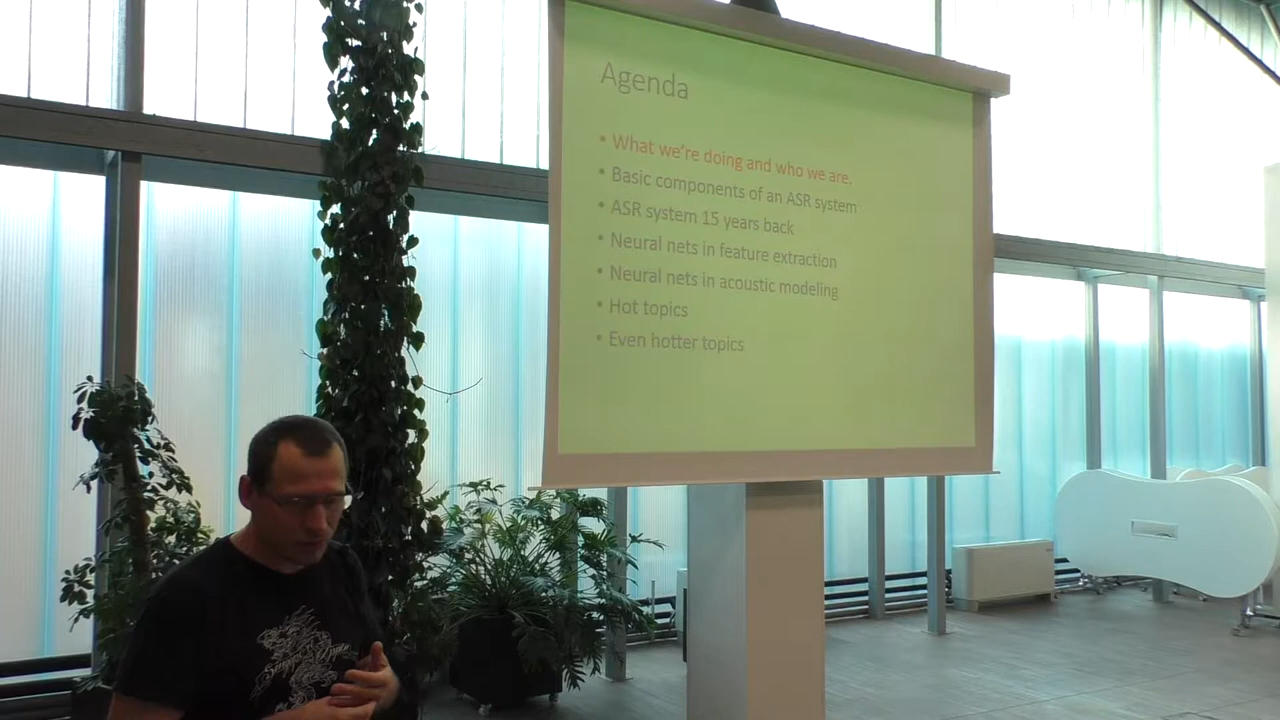 Agenda
• What we're doing and who we are.
• Basic components of an ASR system
• ASR system 15 years back
• Neural nets in feature extraction
• Neural nets in acoustic modeling
• Hot topics
• Even hotter topics